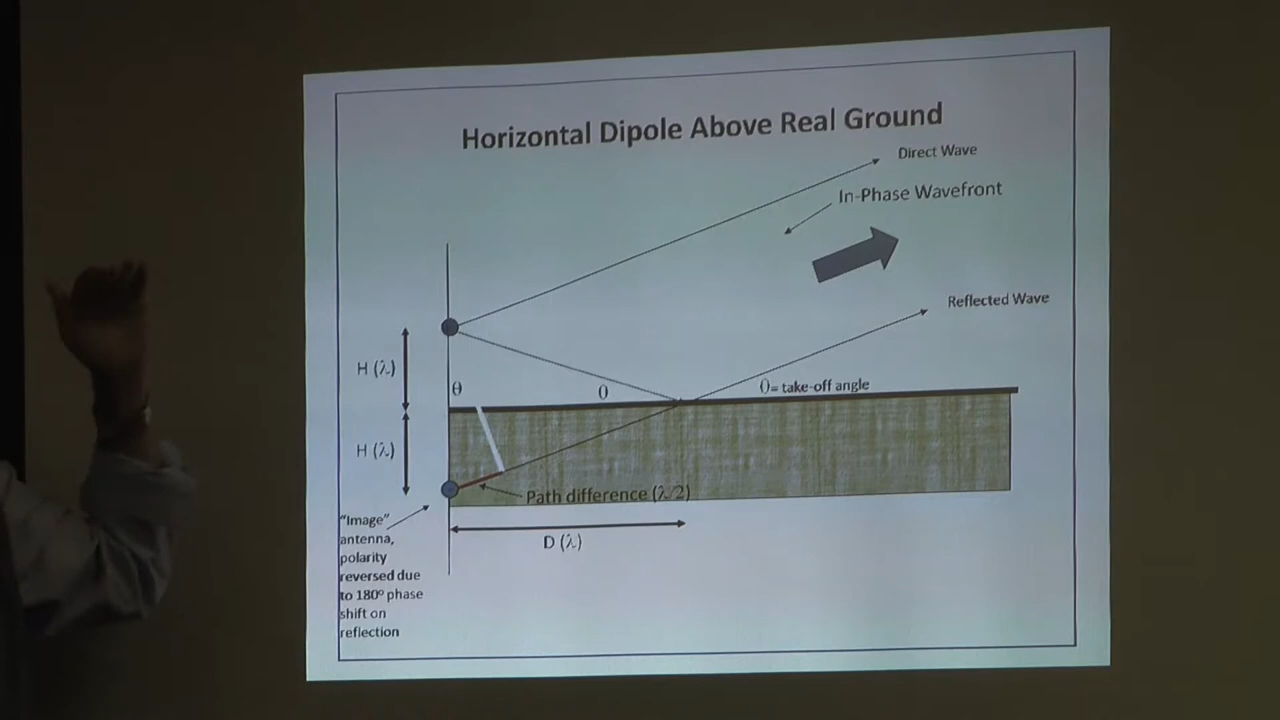 Horizontal Dipole Above Real Ground
Direct Wave
In-Phase Wavefront
Reflected Wave
H (λ)
θ
θ
θ= take-off angle
H (λ)
Path difference (λ/2)
D (λ)
"Image"
antenna,
polarity
reversed due
to 180º phase
shift on
reflection